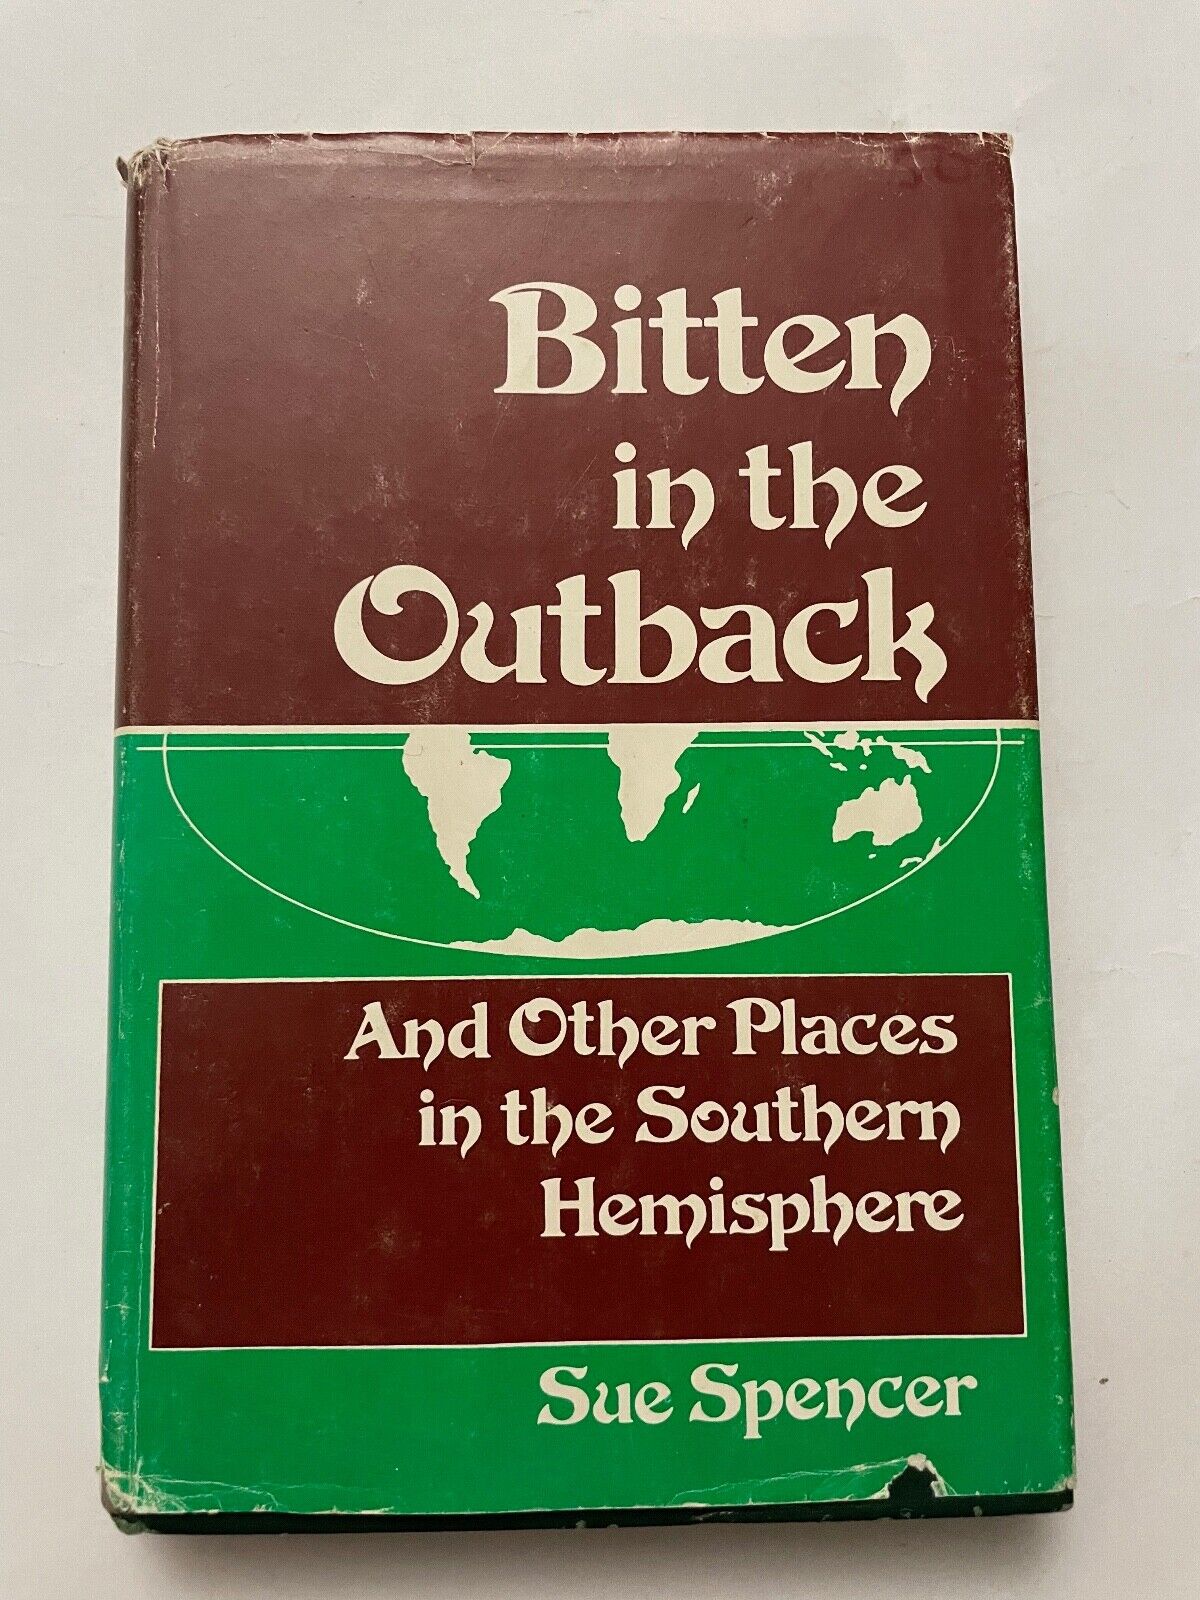 Bitten
in the
Outback
And Other Places
in the Southern
Hemisphere
Sue Spencer